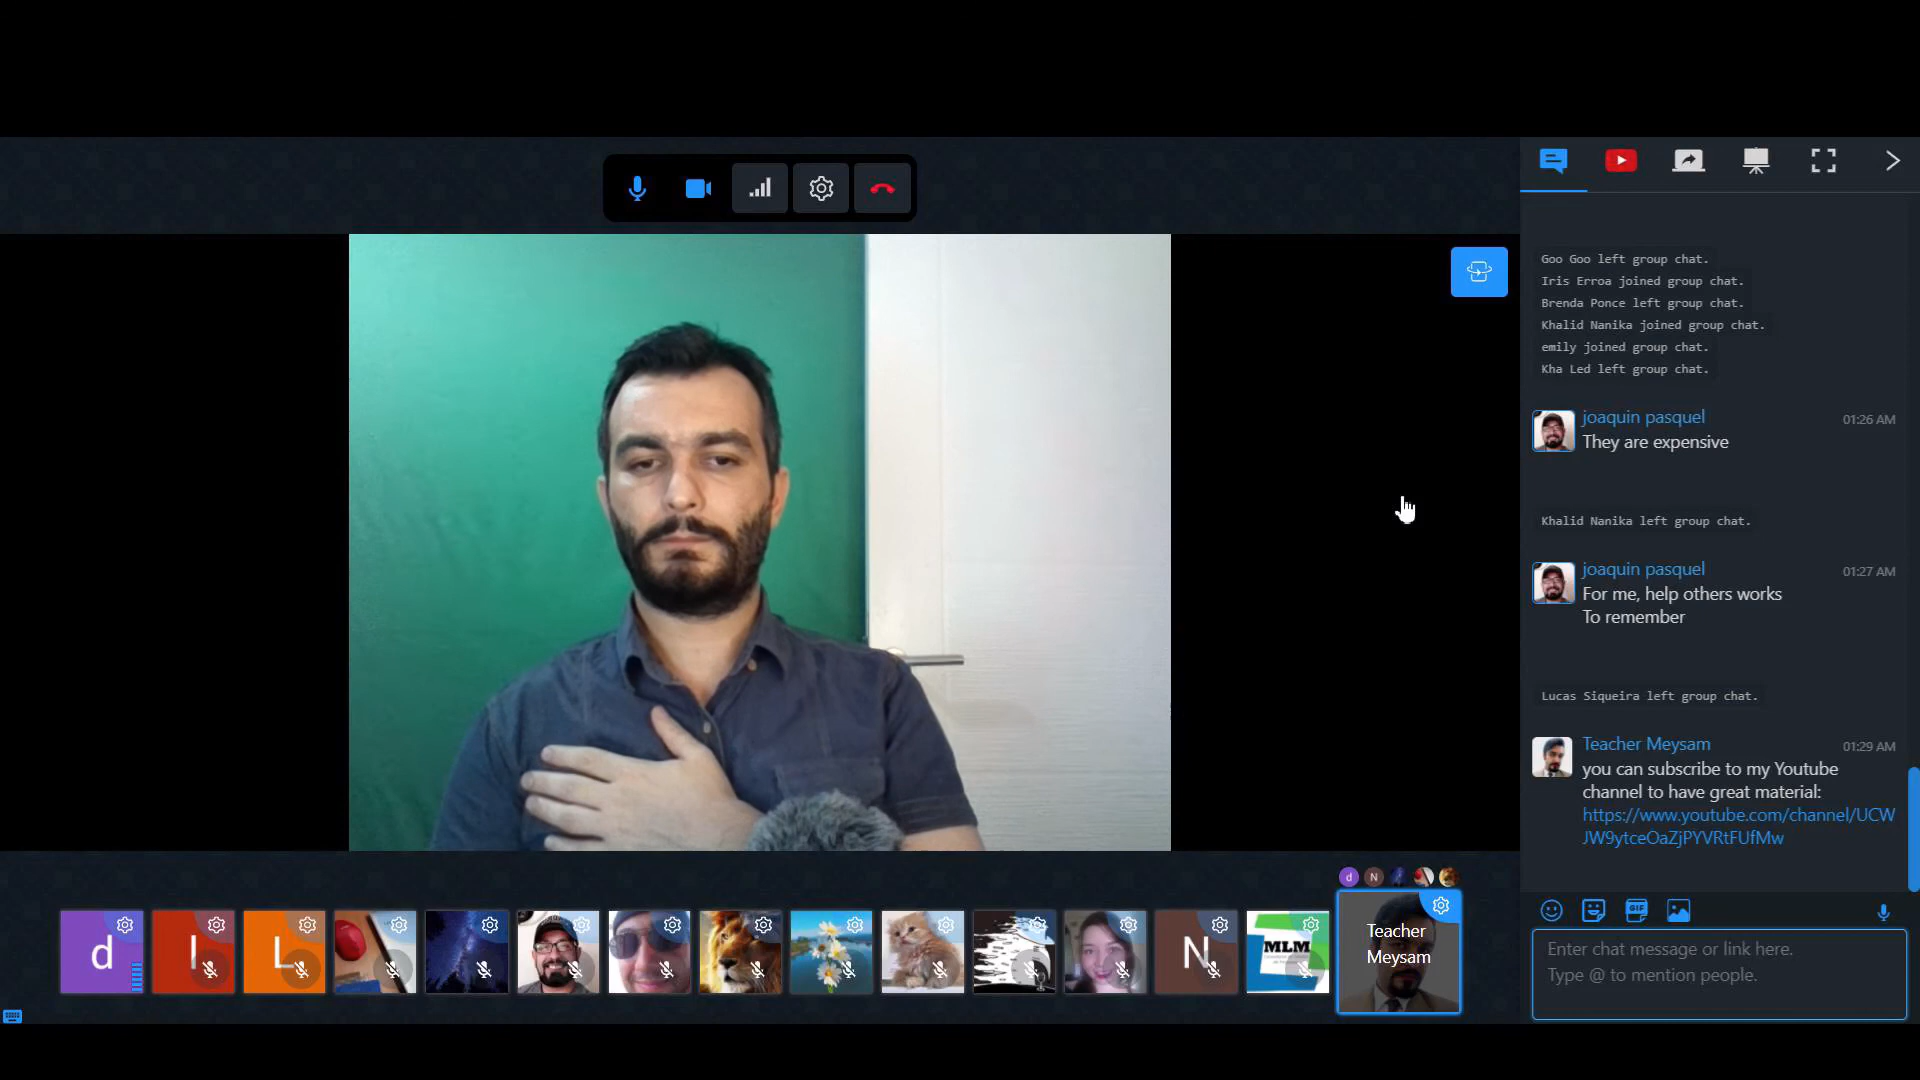 Goo Goo left group chat.
Iris Erroa joined group chat.
Brenda Ponce left group chat.
Khalid Nanika joined group chat.
emily joined group chat.
Kha Led left group chat.
joaquin pasquel
01:26 AM
They are expensive
Khalid Nanika left group chat.
joaquin pasquel
01:27 AM
For me, help others works
To remember
Lucas Siqueira left group chat.
Teacher Meysam
01:29 AM
you can subscribe to my Youtube
channel to have great material:
https://www.youtube.com/channel/UCW
JW9ytceOaZjPYVRtFUfMw
GIF
Enter chat message or link here.
Type @ to mention people.
d
N
d
I
L
N
MLM
Teacher
Meysam